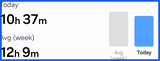 Today
10h 37m
Avg (week)
12h 9m
Avg (week)
Today